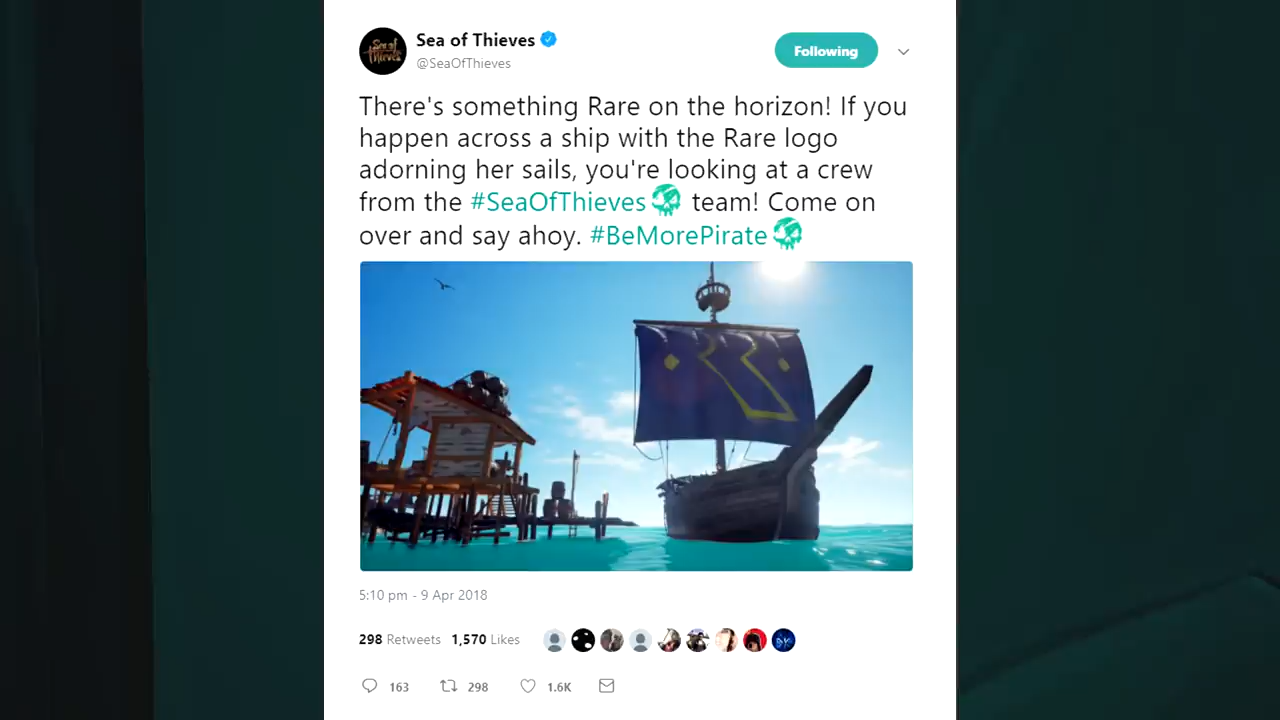 Sea of Thieves
@SeaOfThieves
Following
There's something Rare on the horizon! If you
happen across a ship with the Rare logo
adorning her sails, you're looking at a crew
from the #SeaOfThieves team! Come on
over and say ahoy. #BeMorePirate
5:10 pm - 9 Apr 2018
298 Retweets 1,570 Likes
163 298 1.6K